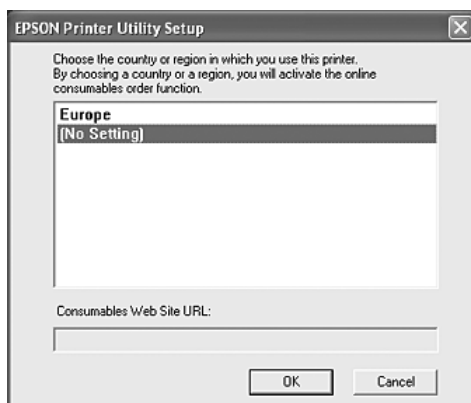 EPSON Printer Utility Setup
Choose the country or region in which you use this printer.
By choosing a country or a region, you will activate the online
consumables order function.
Europe
(No Setting)
Consumables Web Site URL:
OK
Cancel